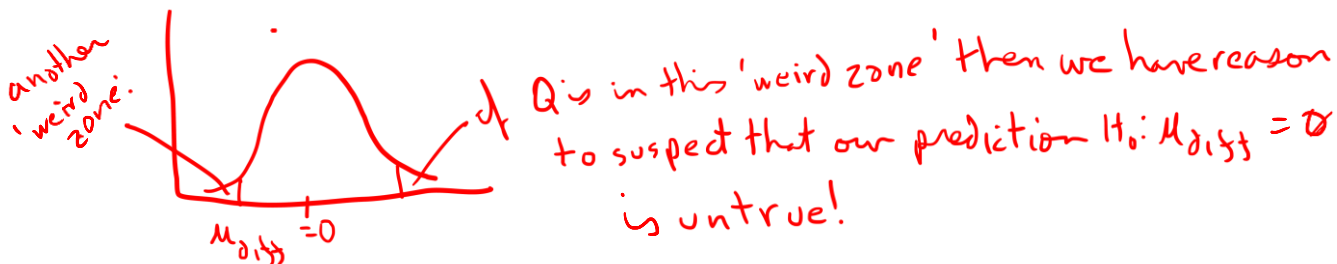 another
'weird
zone'.
if Q is in this 'weird zone' then we have reason
to suspect that our prediction H₀: μdiff = 0
is untrue!
μdiff = 0